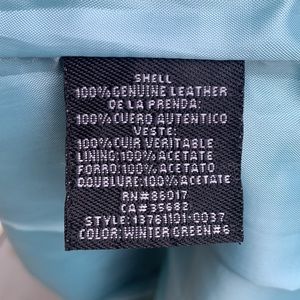 SHELL
100% GENUINE LEATHER
DE LA PRENDA:
100% CUERO AUTENTICO
VESTE:
100% CUIR VERITABLE
LINING: 100% ACETATE
FORRO: 100% ACETATO
DOUBLURE: 100% ACETATE
RN#86017
CA#35682
STYLE: 13761101-0037
COLOR: WINTER GREEN#6